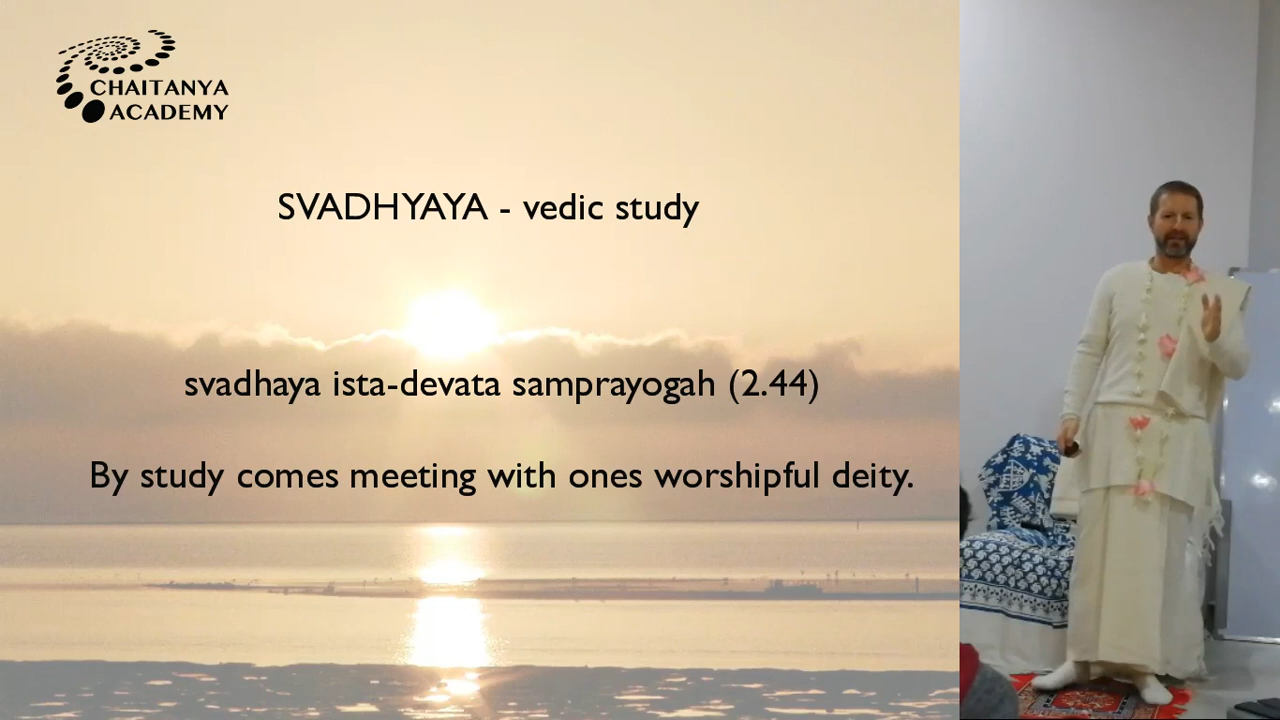 CHAITANYA
ACADEMY
SVADHYAYA - vedic study
svadhaya ista-devata samprayogah (2.44)
By study comes meeting with ones worshipful deity.